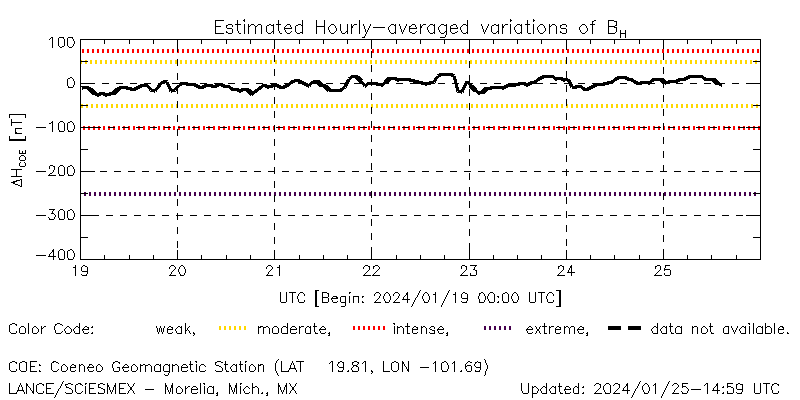 Estimated Hourly-averaged variations of BH
100
0
-100
-200
-300
-400
ΔHCOE [nT]
19 20 21 22 23 24 25
UTC [Begin: 2024/01/19 00:00 UTC]
Color Code: weak, moderate, intense, extreme, data not available.
COE: Coeneo Geomagnetic Station (LAT 19.81, LON -101.69)
LANCE/SCiESMEX - Morelia, Mich., MX Updated: 2024/01/25-14:59 UTC